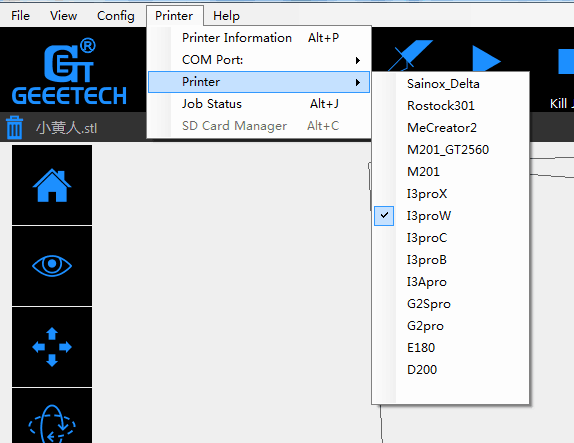 File View Config Printer Help
Printer Information Alt+P
COM Port:
Printer
Job Status Alt+J
SD Card Manager Alt+C
GT®
GEEETECH
Kill J
小黄人.stl
Sainox_Delta
Rostock301
MeCreator2
M201_GT2560
M201
I3proX
I3proW
I3proC
I3proB
I3Apro
G2Spro
G2pro
E180
D200